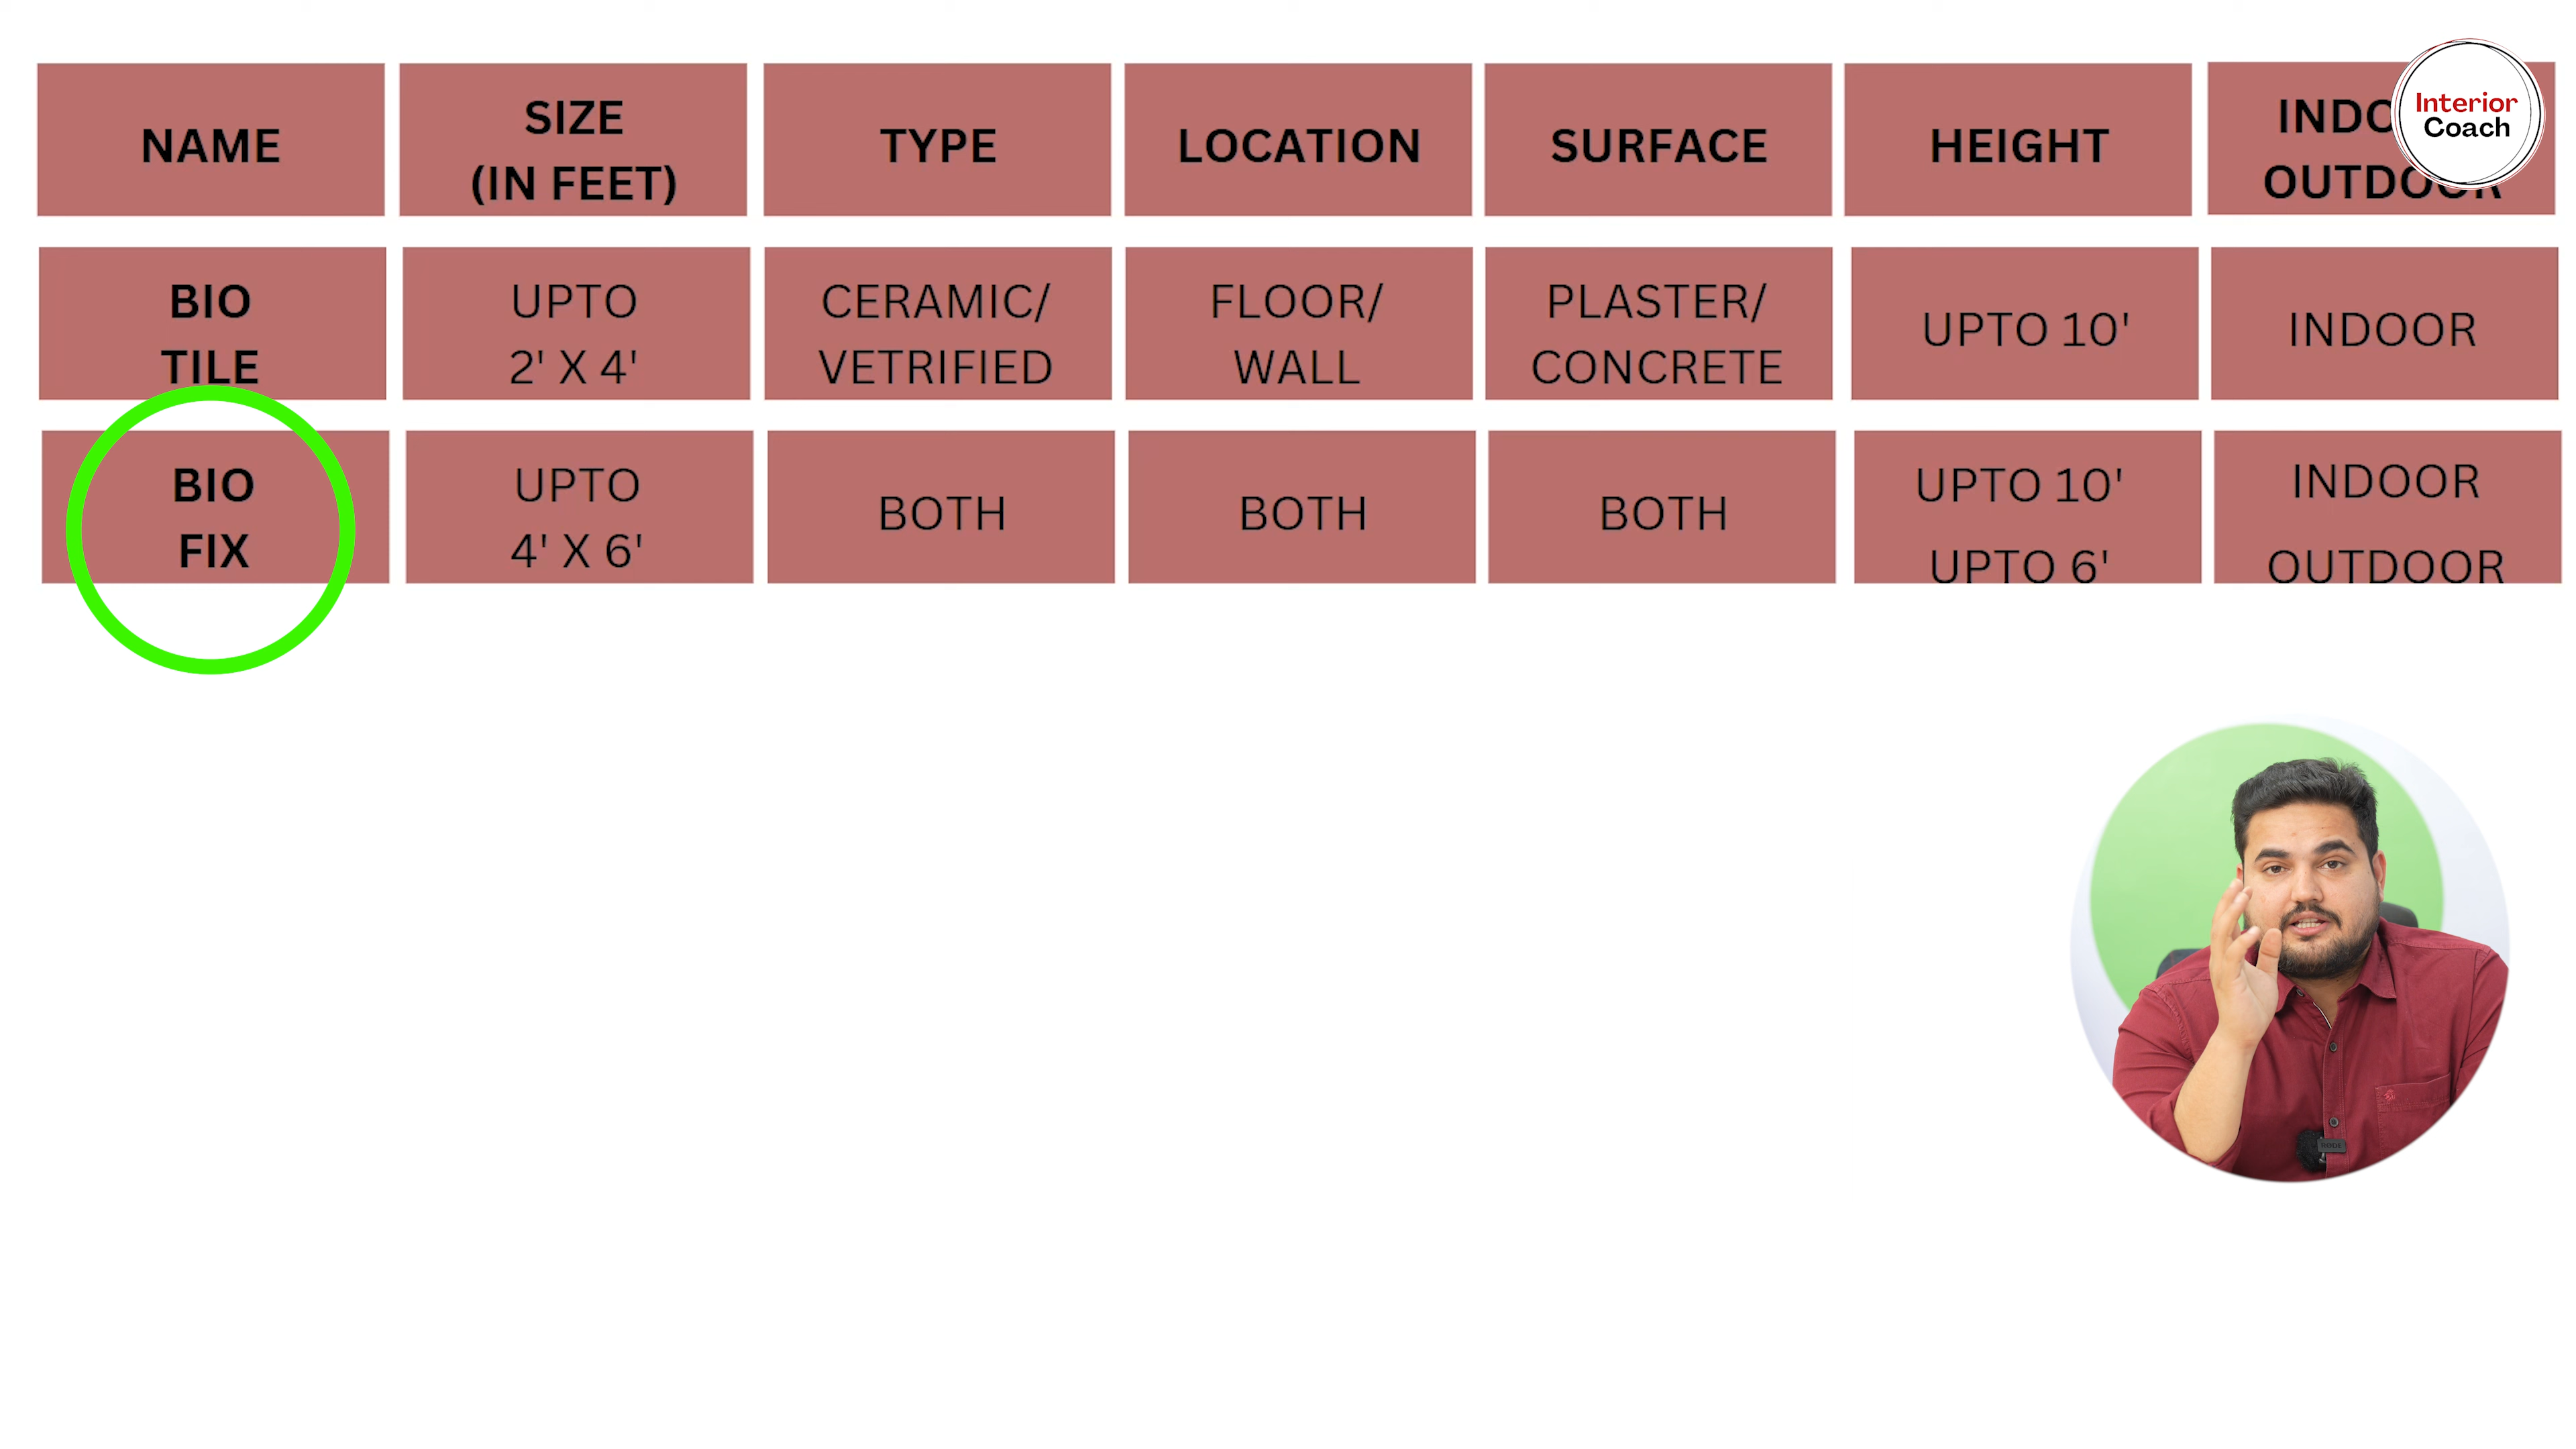 NAME
SIZE
(IN FEET)
TYPE
LOCATION
SURFACE
HEIGHT
OUTDOOR
Interior
Coach
BIO
TILE
UPTO
2' X 4'
CERAMIC/
VETRIFIED
FLOOR/
WALL
PLASTER/
CONCRETE
UPTO 10'
INDOOR
BIO
FIX
UPTO
4' X 6'
BOTH
BOTH
BOTH
UPTO 10'
UPTO 6'
INDOOR
OUTDOOR